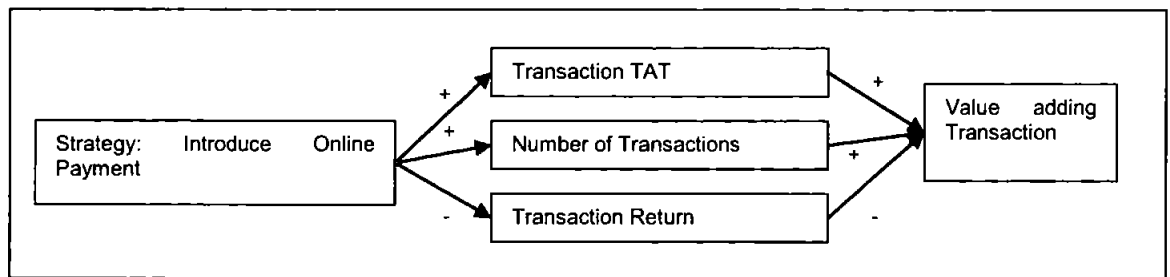 Transaction TAT
+
+
Strategy: Introduce Online
Payment
+
Number of Transactions
+
Value adding
Transaction
-
Transaction Return
-